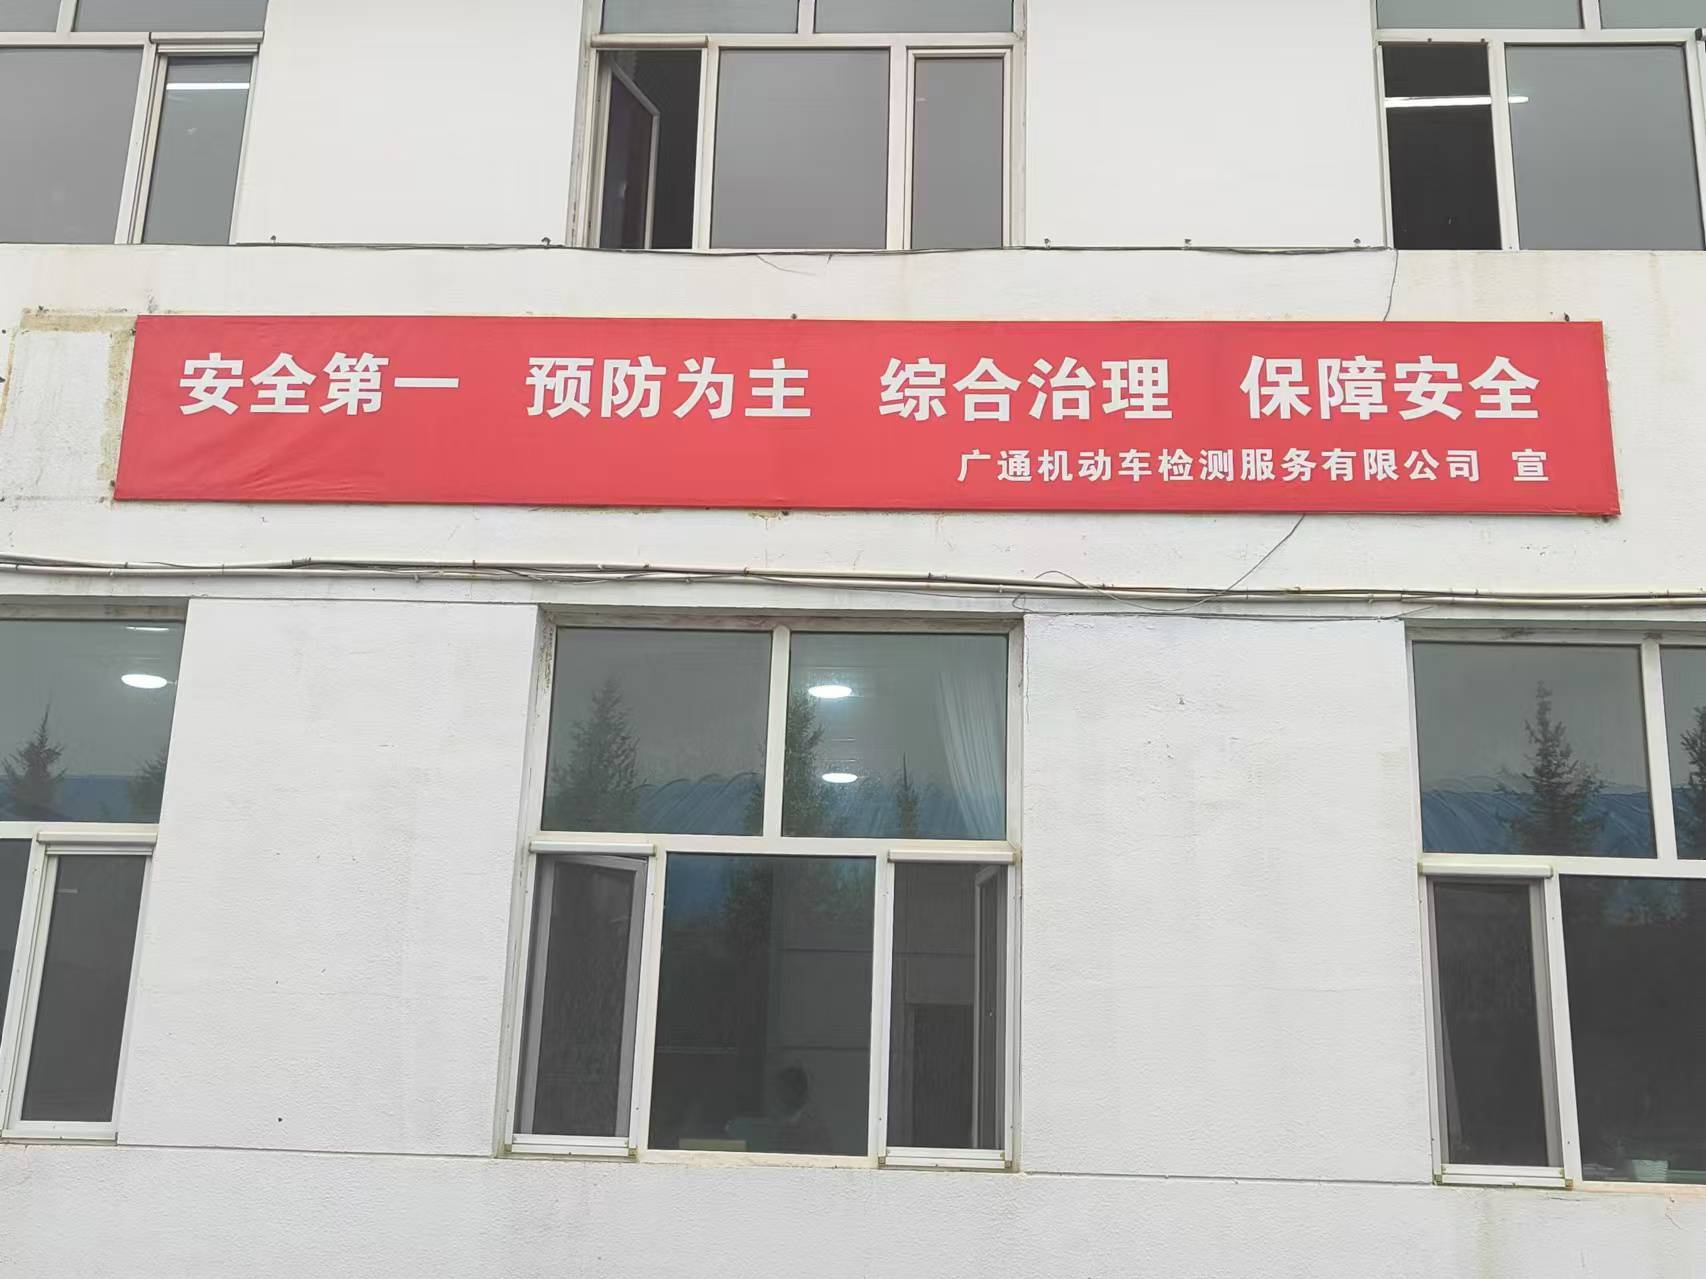 安全第一 预防为主 综合治理 保障安全
广通机动车检测服务有限公司 宣